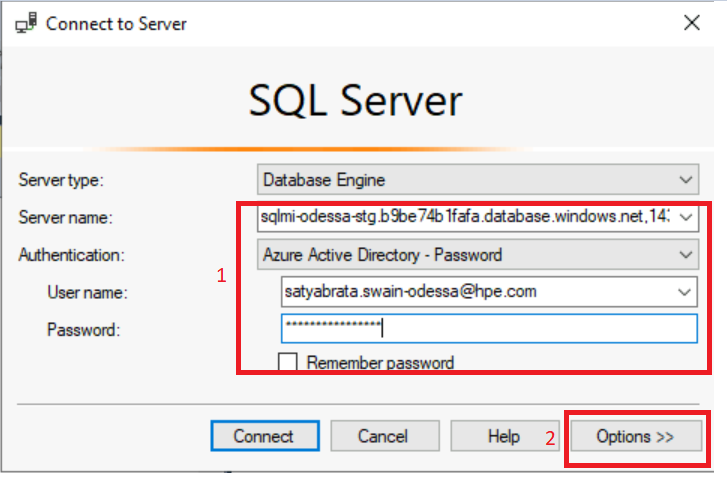 Connect to Server
SQL Server
Server type: Database Engine
Server name: sqlmi-odessa-stg.b9be74b1fafa.database.windows.net,143
Authentication: Azure Active Directory - Password
1
User name: satyabrata.swain-odessa@hpe.com
Password: ****************
Remember password
Connect Cancel Help 2 Options >>